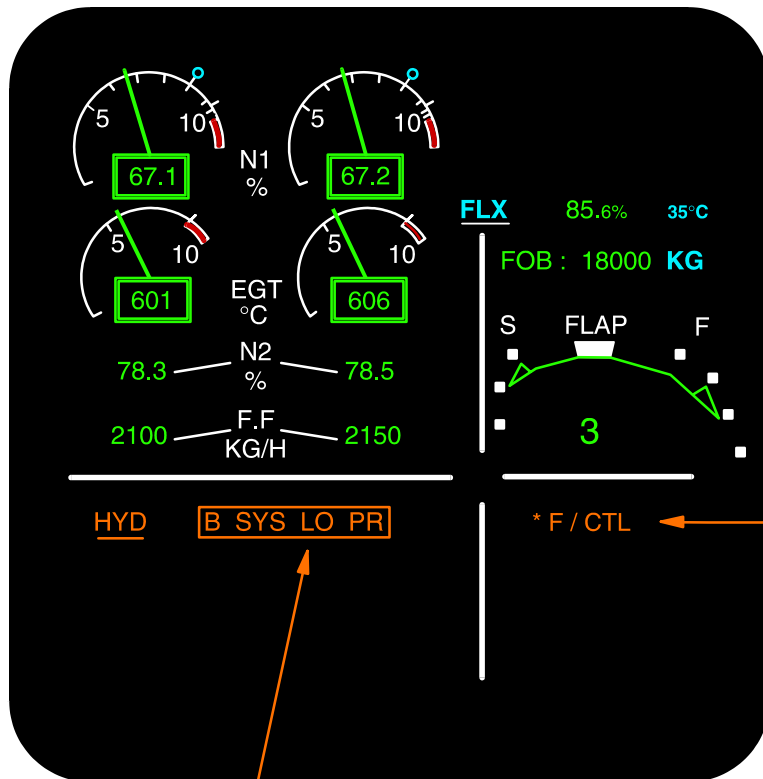 5 10 5 10
67.1 N1 67.2
%
FLX 85.6% 35°C
5 10 5 10
FOB : 18000 KG
601 EGT 606
°C
S FLAP F
78.3 N2 78.5
%
3
2100 F.F 2150
KG/H
HYD B SYS LO PR * F / CTL